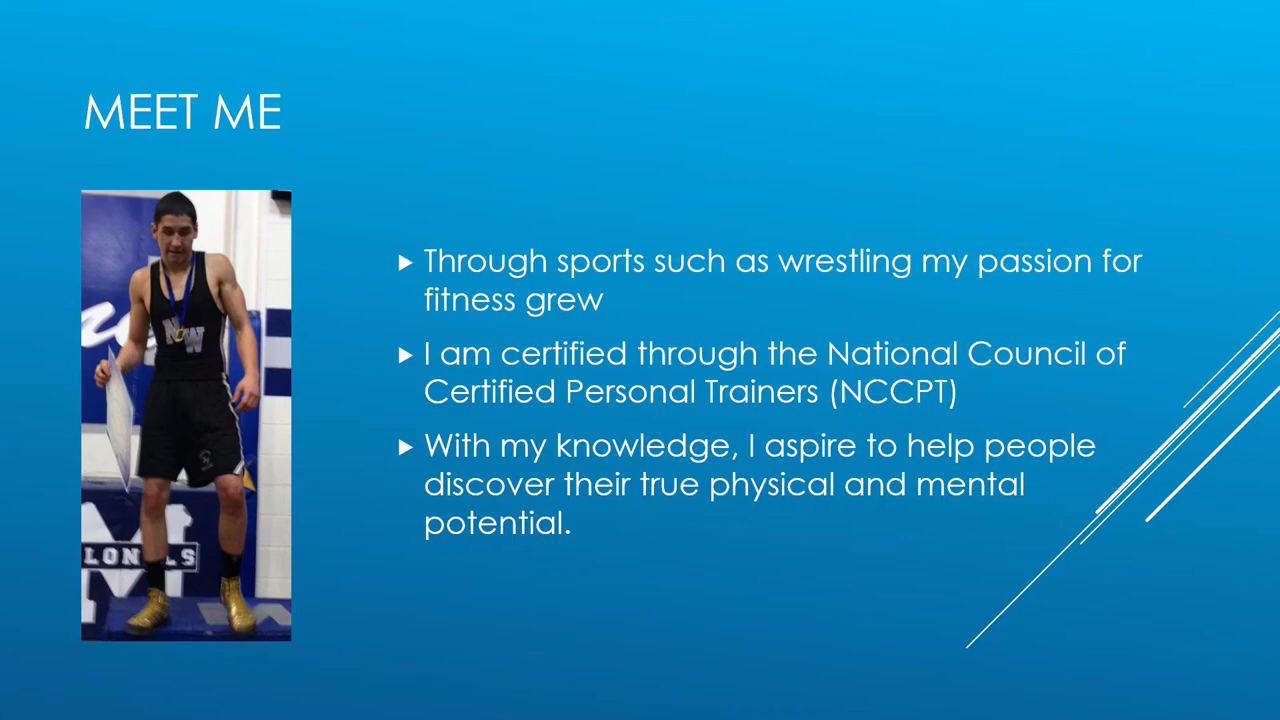 MEET ME
Through sports such as wrestling my passion for
fitness grew
I am certified through the National Council of
Certified Personal Trainers (NCCPT)
With my knowledge, I aspire to help people
discover their true physical and mental
potential.
NW
M